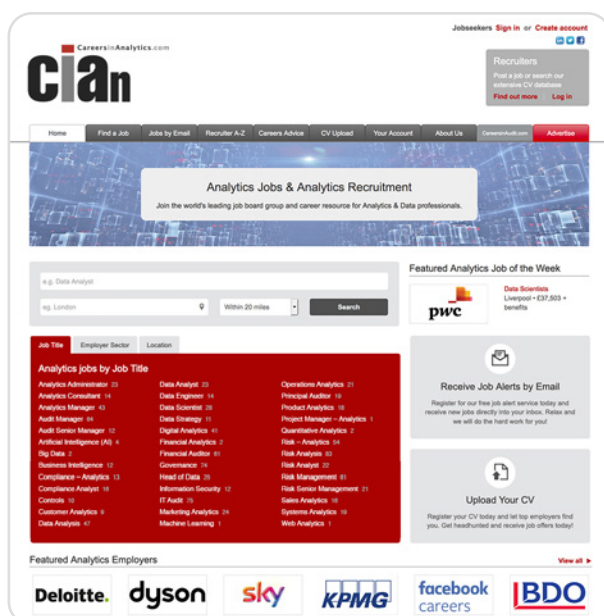 Jobseekers Sign in or Create account
CareersinAnalytics.com
cian
Recruiters
Post a job or search our
extensive CV database
Find out more Log in
Home Find a Job Jobs by Email Recruiter A-Z Careers Advice CV Upload Your Account About Us CareersinAudit.com Advertise
Analytics Jobs & Analytics Recruitment
Join the world's leading job board group and career resource for Analytics & Data professionals.
e.g. Data Analyst
eg. London Within 20 miles Search
Featured Analytics Job of the Week
pwc
Data Scientists
Liverpool • £37,503 +
benefits
Job Title Employer Sector Location
Analytics jobs by Job Title
Analytics Administrator 23
Analytics Consultant 14
Analytics Manager 43
Audit Manager 84
Audit Senior Manager 12
Artificial Intelligence (AI) 4
Big Data 2
Business Intelligence 12
Compliance – Analytics 13
Compliance Analyst 18
Controls 10
Customer Analytics 9
Data Analysis 47
Data Analyst 23
Data Engineer 14
Data Scientist 28
Data Strategy 11
Digital Analytics 41
Financial Analytics 2
Financial Auditor 61
Governance 74
Head of Data 25
Information Security 12
IT Audit 75
Marketing Analytics 24
Machine Learning 1
Operations Analytics 21
Principal Auditor 19
Product Analytics 18
Project Manager – Analytics 1
Quantitative Analytics 2
Risk – Analytics 54
Risk Analysis 63
Risk Analyst 22
Risk Management 81
Risk Senior Management 21
Sales Analytics 16
Systems Analytics 19
Web Analytics 1
Receive Job Alerts by Email
Register for our free job alert service today and
receive new jobs directly into your inbox. Relax and
we will do the hard work for you!
Upload Your CV
Register your CV today and let top employers find
you. Get headhunted and receive job offers today!
Featured Analytics Employers View all
Deloitte. dyson sky KPMG facebook careers BDO